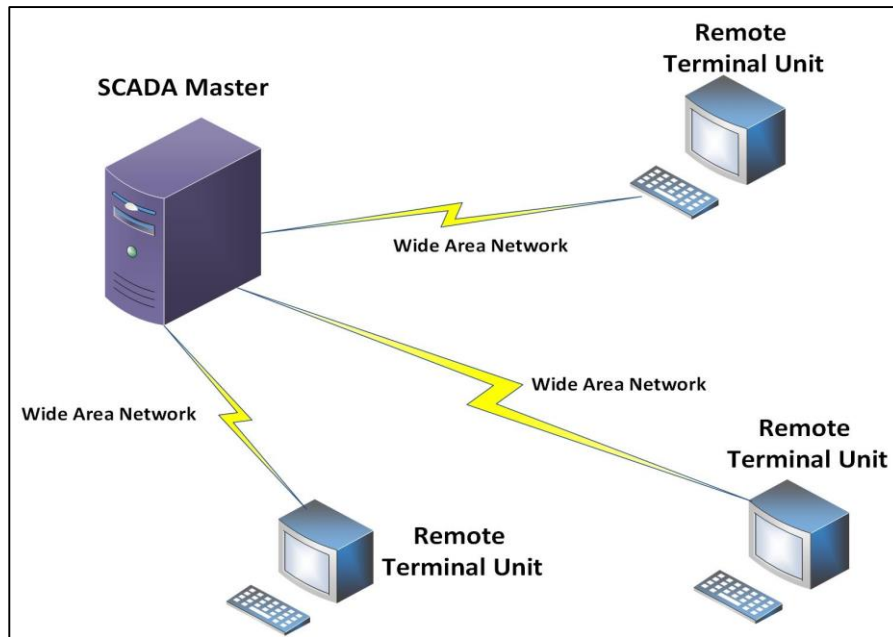 Remote
Terminal Unit
SCADA Master
Wide Area Network
Wide Area Network
Wide Area Network
Remote
Terminal Unit
Remote
Terminal Unit